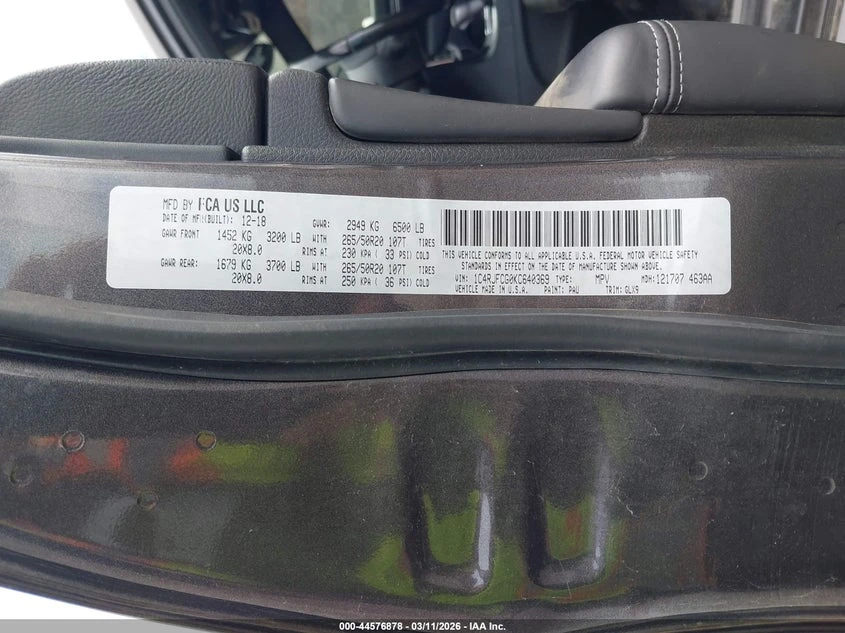 MFD BY FCA US LLC
DATE OF MFR(BUILT): 12-18 GVWR: 2949 KG 6500 LB
GAWR FRONT 1452 KG 3200 LB WITH 265/50R20 107T TIRES
20X8.0 RIMS AT 230 KPA ( 33 PSI) COLD
GAWR REAR: 1679 KG 3700 LB WITH 265/50R20 107T TIRES
20X8.0 RIMS AT 250 KPA ( 36 PSI) COLD
THIS VEHICLE CONFORMS TO ALL APPLICABLE U.S.A. FEDERAL MOTOR VEHICLE SAFETY
STANDARDS IN EFFECT ON THE DATE OF MANUFACTURE SHOWN ABOVE.
VIN: 1C4RJFCG0KC640369 TYPE: MPV MDH: 121707 463AA
VEHICLE MADE IN U.S.A. PAINT: PAU TRIM: GLX9
000-44576878 - 03/11/2026 - IAA Inc.